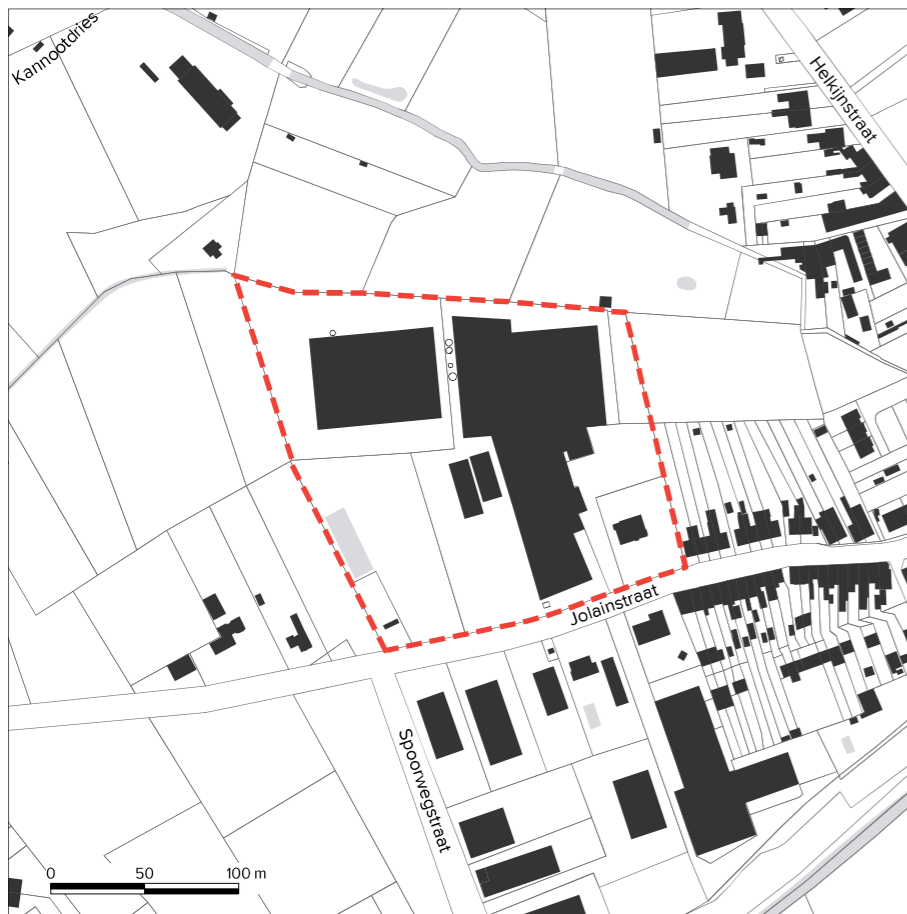 Kannootdries
Helkijnstraat
Jolainstraat
Spoorwegstraat
0 50 100 m